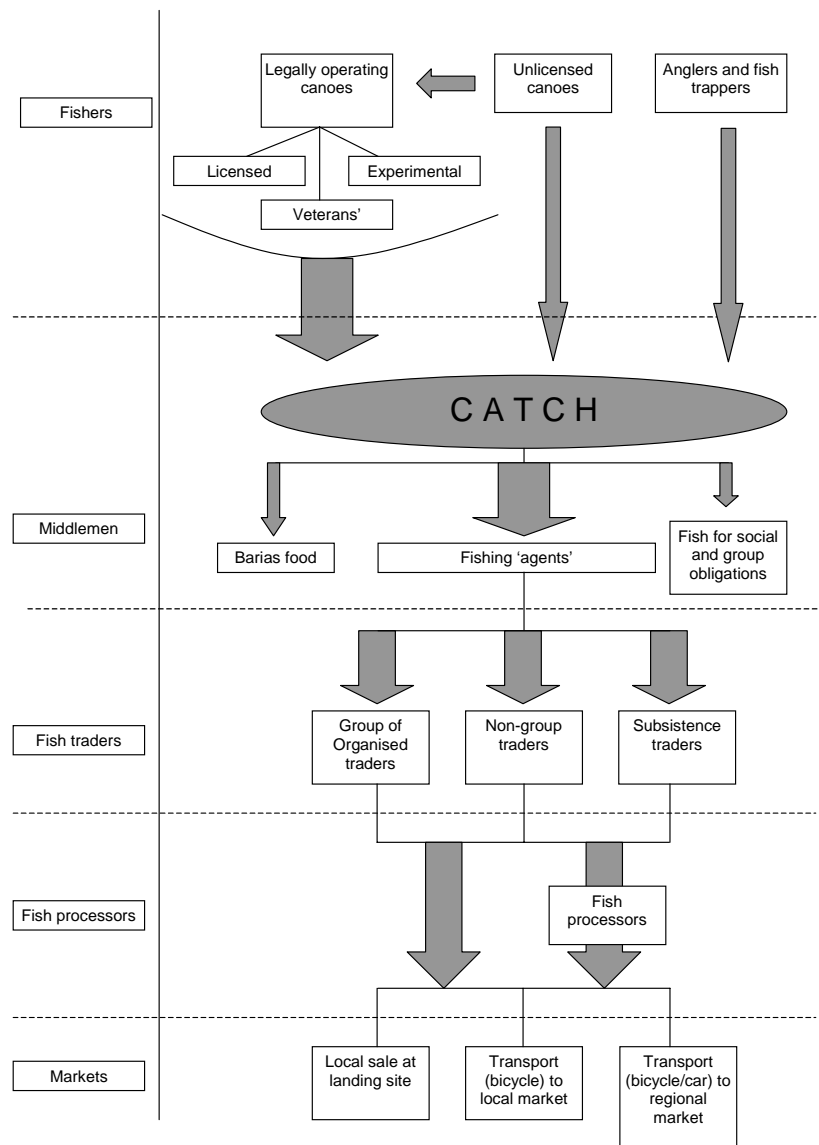 Legally operating
canoes
Unlicensed
canoes
Anglers and fish
trappers
Fishers
Licensed
Experimental
Veterans’
C A T C H
Middlemen
Barias food
Fishing ‘agents’
Fish for social
and group
obligations
Fish traders
Group of
Organised
traders
Non-group
traders
Subsistence
traders
Fish processors
Fish
processors
Markets
Local sale at
landing site
Transport
(bicycle) to
local market
Transport
(bicycle/car) to
regional
market